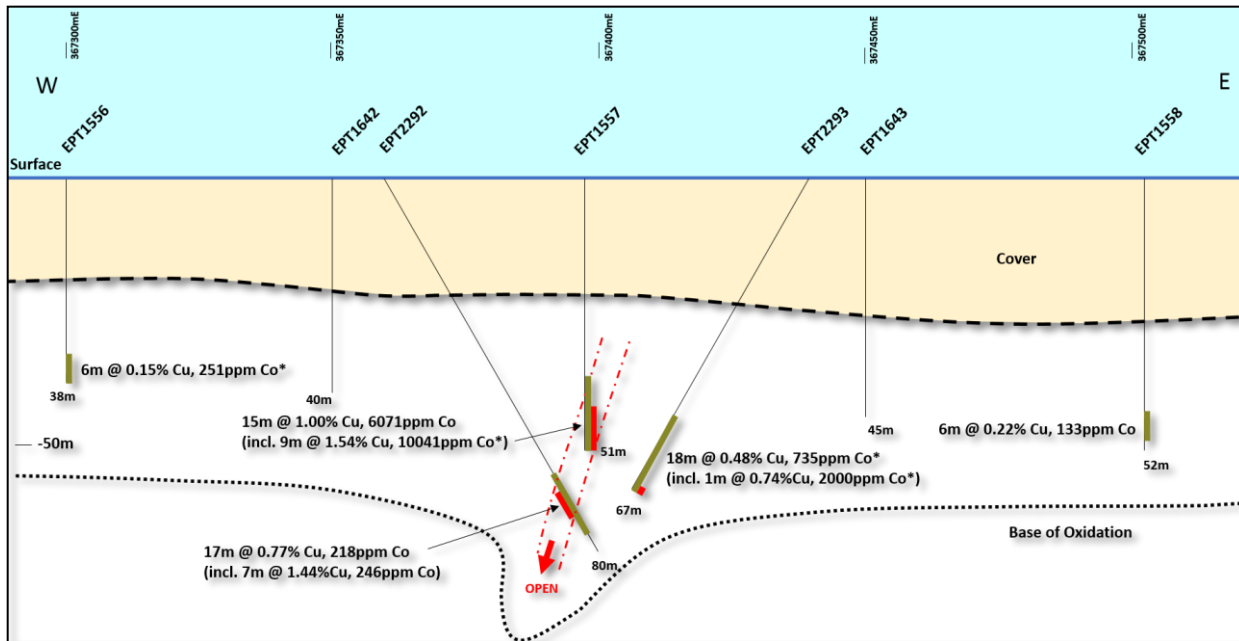 367300mE
367350mE
367400mE
367450mE
367500mE
W
E
EPT1556
EPT1642
EPT2292
EPT1557
EPT2293
EPT1643
EPT1558
Surface
Cover
6m @ 0.15% Cu, 251ppm Co*
38m
40m
15m @ 1.00% Cu, 6071ppm Co
(incl. 9m @ 1.54% Cu, 10041ppm Co*)
-50m
51m
45m
6m @ 0.22% Cu, 133ppm Co
52m
18m @ 0.48% Cu, 735ppm Co*
(incl. 1m @ 0.74%Cu, 2000ppm Co*)
67m
Base of Oxidation
17m @ 0.77% Cu, 218ppm Co
(incl. 7m @ 1.44%Cu, 246ppm Co)
80m
OPEN